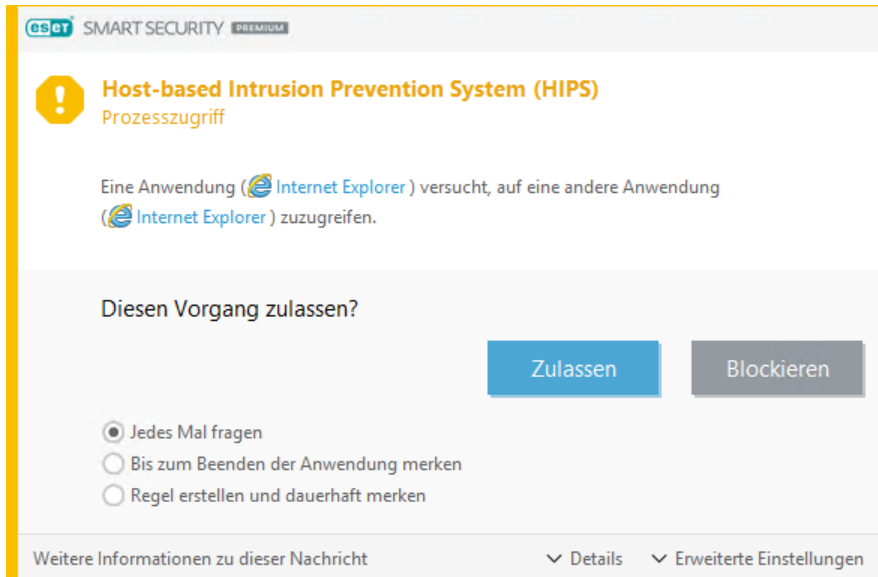 eset SMART SECURITY PREMIUM
Host-based Intrusion Prevention System (HIPS)
Prozesszugriff
Eine Anwendung (Internet Explorer) versucht, auf eine andere Anwendung
(Internet Explorer) zuzugreifen.
Diesen Vorgang zulassen?
Zulassen Blockieren
Jedes Mal fragen
Bis zum Beenden der Anwendung merken
Regel erstellen und dauerhaft merken
Weitere Informationen zu dieser Nachricht Details Erweiterte Einstellungen